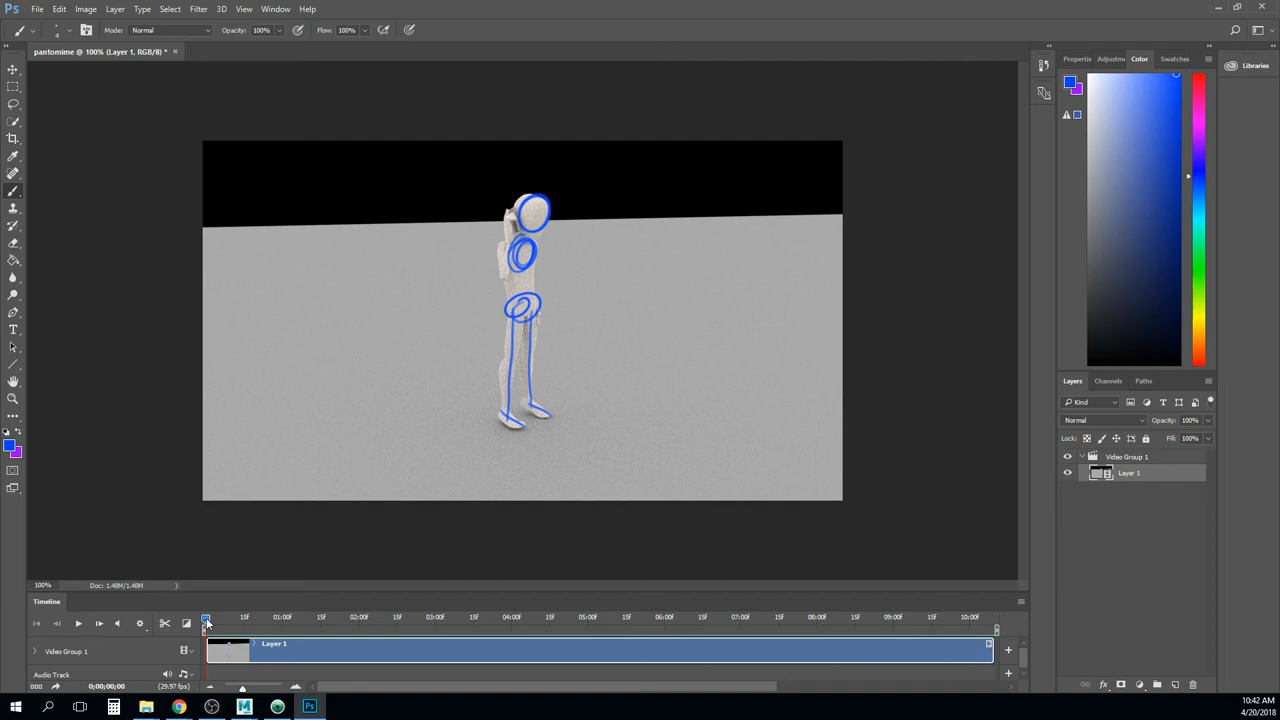 Ps File Edit Image Layer Type Select Filter 3D View Window Help
4 Mode: Normal Opacity: 100% Flow: 100%
pantomime @ 100% (Layer 1, RGB/8) * ×
Properti Adjustm Color Swatches
Libraries
Layers Channels Paths
Kind
Normal Opacity: 100%
Lock: Fill: 100%
Video Group 1
Layer 1
100% Doc: 1.48M/1.48M
Timeline
15F 01:00F 15F 02:00F 15F 03:00F 15F 04:00F 15F 05:00F 15F 06:00F 15F 07:00F 15F 08:00F 15F 09:00F 15F 10:00F
Layer 1
Video Group 1
Audio Track
0;00;00;00 (29.97 fps)
fx
Ps
10:42 AM
4/20/2018